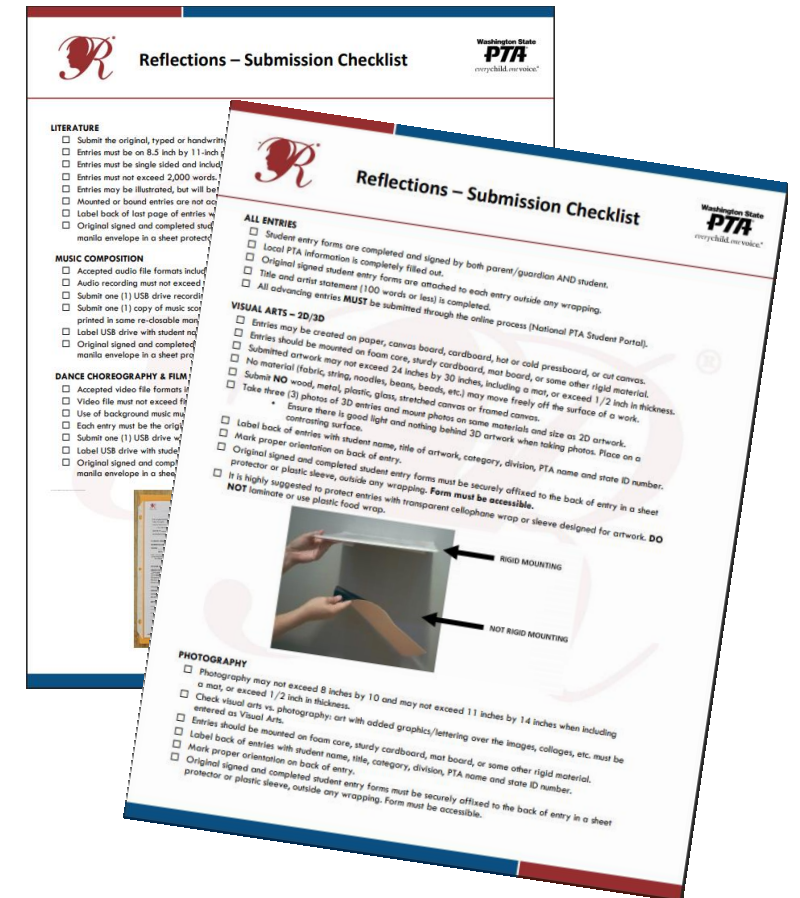 Reflections – Submission Checklist
Washington State
PTA
everychild. one voice.®
LITERATURE
☐ Submit the original, typed or handwritt
☐ Entries must be on 8.5 inch by 11-inch
☐ Entries must be single sided and includ
☐ Entries must not exceed 2,000 words.
☐ Entries may be illustrated, but will be
☐ Mounted or bound entries are not ac
☐ Label back of last page of entries w
☐ Original signed and completed stud
manila envelope in a sheet protecto
MUSIC COMPOSITION
☐ Accepted audio file formats includ
☐ Audio recording must not exceed
☐ Submit one (1) USB drive recordi
☐ Submit one (1) copy of music sco
printed in same re-closable man
☐ Label USB drive with student na
☐ Original signed and completed
manila envelope in a sheet pro
DANCE CHOREOGRAPHY & FILM
☐ Accepted video file formats i
☐ Video file must not exceed fi
☐ Use of background music mu
☐ Each entry must be the origi
☐ Submit one (1) USB drive w
☐ Label USB drive with stude
☐ Original signed and compl
manila envelope in a shee
Reflections – Submission Checklist
Washington State
PTA
everychild. one voice.®
ALL ENTRIES
☐ Student entry forms are completed and signed by both parent/guardian AND student.
☐ Local PTA information is completely filled out.
☐ Original signed student entry forms are attached to each entry outside any wrapping.
☐ Title and artist statement (100 words or less) is completed.
☐ All advancing entries MUST be submitted through the online process (National PTA Student Portal).
VISUAL ARTS – 2D/3D
☐ Entries may be created on paper, canvas board, cardboard, hot or cold pressboard, or cut canvas.
☐ Entries should be mounted on foam core, sturdy cardboard, mat board, or some other rigid material.
☐ Submitted artwork may not exceed 24 inches by 30 inches, including a mat, or exceed 1/2 inch in thickness.
☐ No material (fabric, string, noodles, beans, beads, etc.) may move freely off the surface of a work.
☐ Submit NO wood, metal, plastic, glass, stretched canvas or framed canvas.
☐ Take three (3) photos of 3D entries and mount photos on same materials and size as 2D artwork.
• Ensure there is good light and nothing behind 3D artwork when taking photos. Place on a
contrasting surface.
☐ Label back of entries with student name, title of artwork, category, division, PTA name and state ID number.
☐ Mark proper orientation on back of entry.
☐ Original signed and completed student entry forms must be securely affixed to the back of entry in a sheet
protector or plastic sleeve, outside any wrapping. Form must be accessible.
☐ It is highly suggested to protect entries with transparent cellophane wrap or sleeve designed for artwork. DO
NOT laminate or use plastic food wrap.
RIGID MOUNTING
NOT RIGID MOUNTING
PHOTOGRAPHY
☐ Photography may not exceed 8 inches by 10 and may not exceed 11 inches by 14 inches when including
a mat, or exceed 1/2 inch in thickness.
☐ Check visual arts vs. photography: art with added graphics/lettering over the images, collages, etc. must be
entered as Visual Arts.
☐ Entries should be mounted on foam core, sturdy cardboard, mat board, or some other rigid material.
☐ Label back of entries with student name, title, category, division, PTA name and state ID number.
☐ Mark proper orientation on back of entry.
☐ Original signed and completed student entry forms must be securely affixed to the back of entry in a sheet
protector or plastic sleeve, outside any wrapping. Form must be accessible.